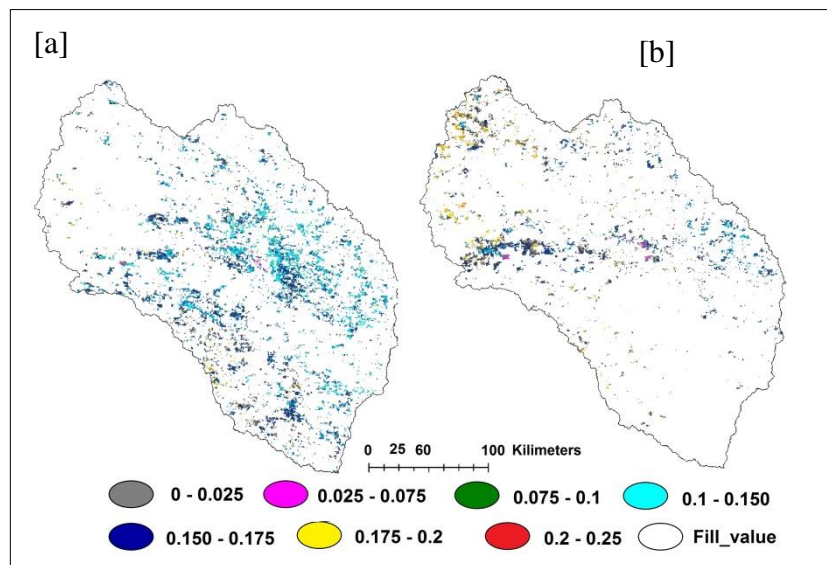 [a]
[b]
0 25 60 100 Kilimeters
0 - 0.025 0.025 - 0.075 0.075 - 0.1 0.1 - 0.150
0.150 - 0.175 0.175 - 0.2 0.2 - 0.25 Fill_value